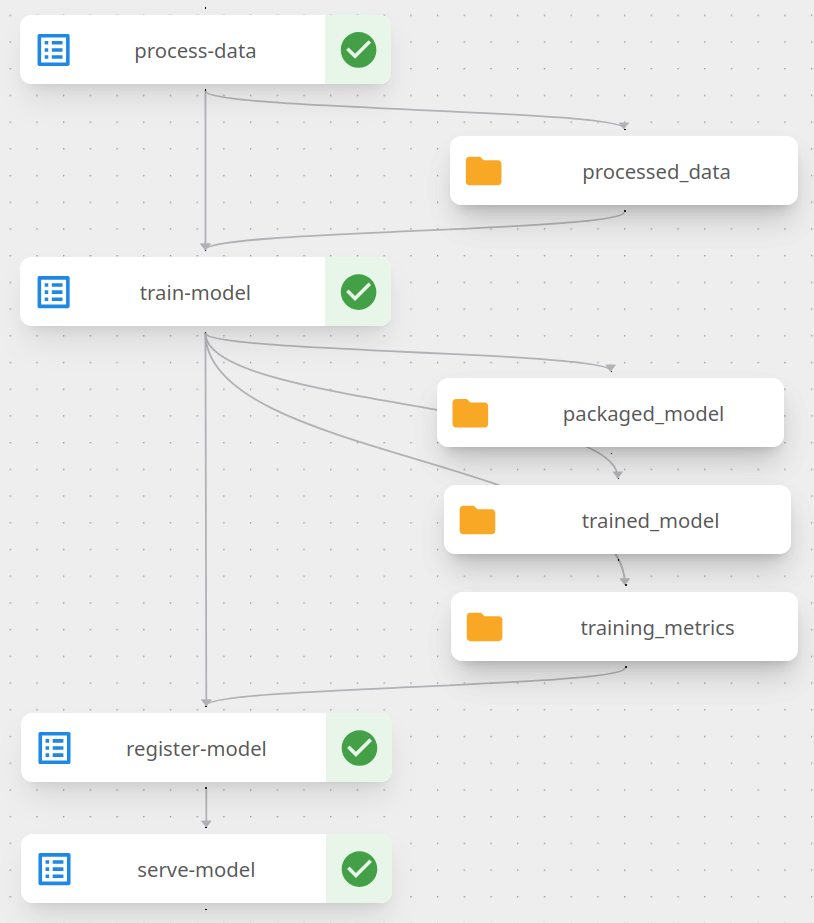 process-data
processed_data
train-model
packaged_model
trained_model
training_metrics
register-model
serve-model